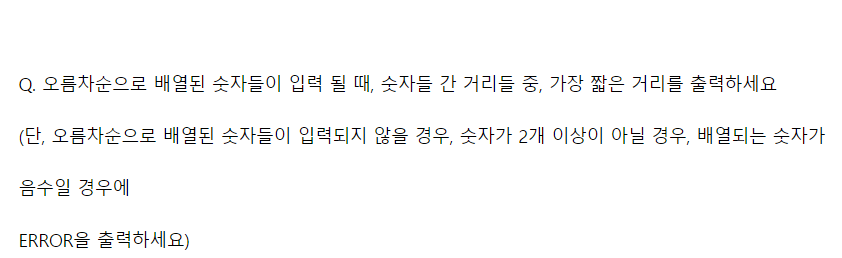 Q. 오름차순으로 배열된 숫자들이 입력 될 때, 숫자들 간 거리들 중, 가장 짧은 거리를 출력하세요
(단, 오름차순으로 배열된 숫자들이 입력되지 않을 경우, 숫자가 2개 이상이 아닐 경우, 배열되는 숫자가
음수일 경우에
ERROR을 출력하세요)